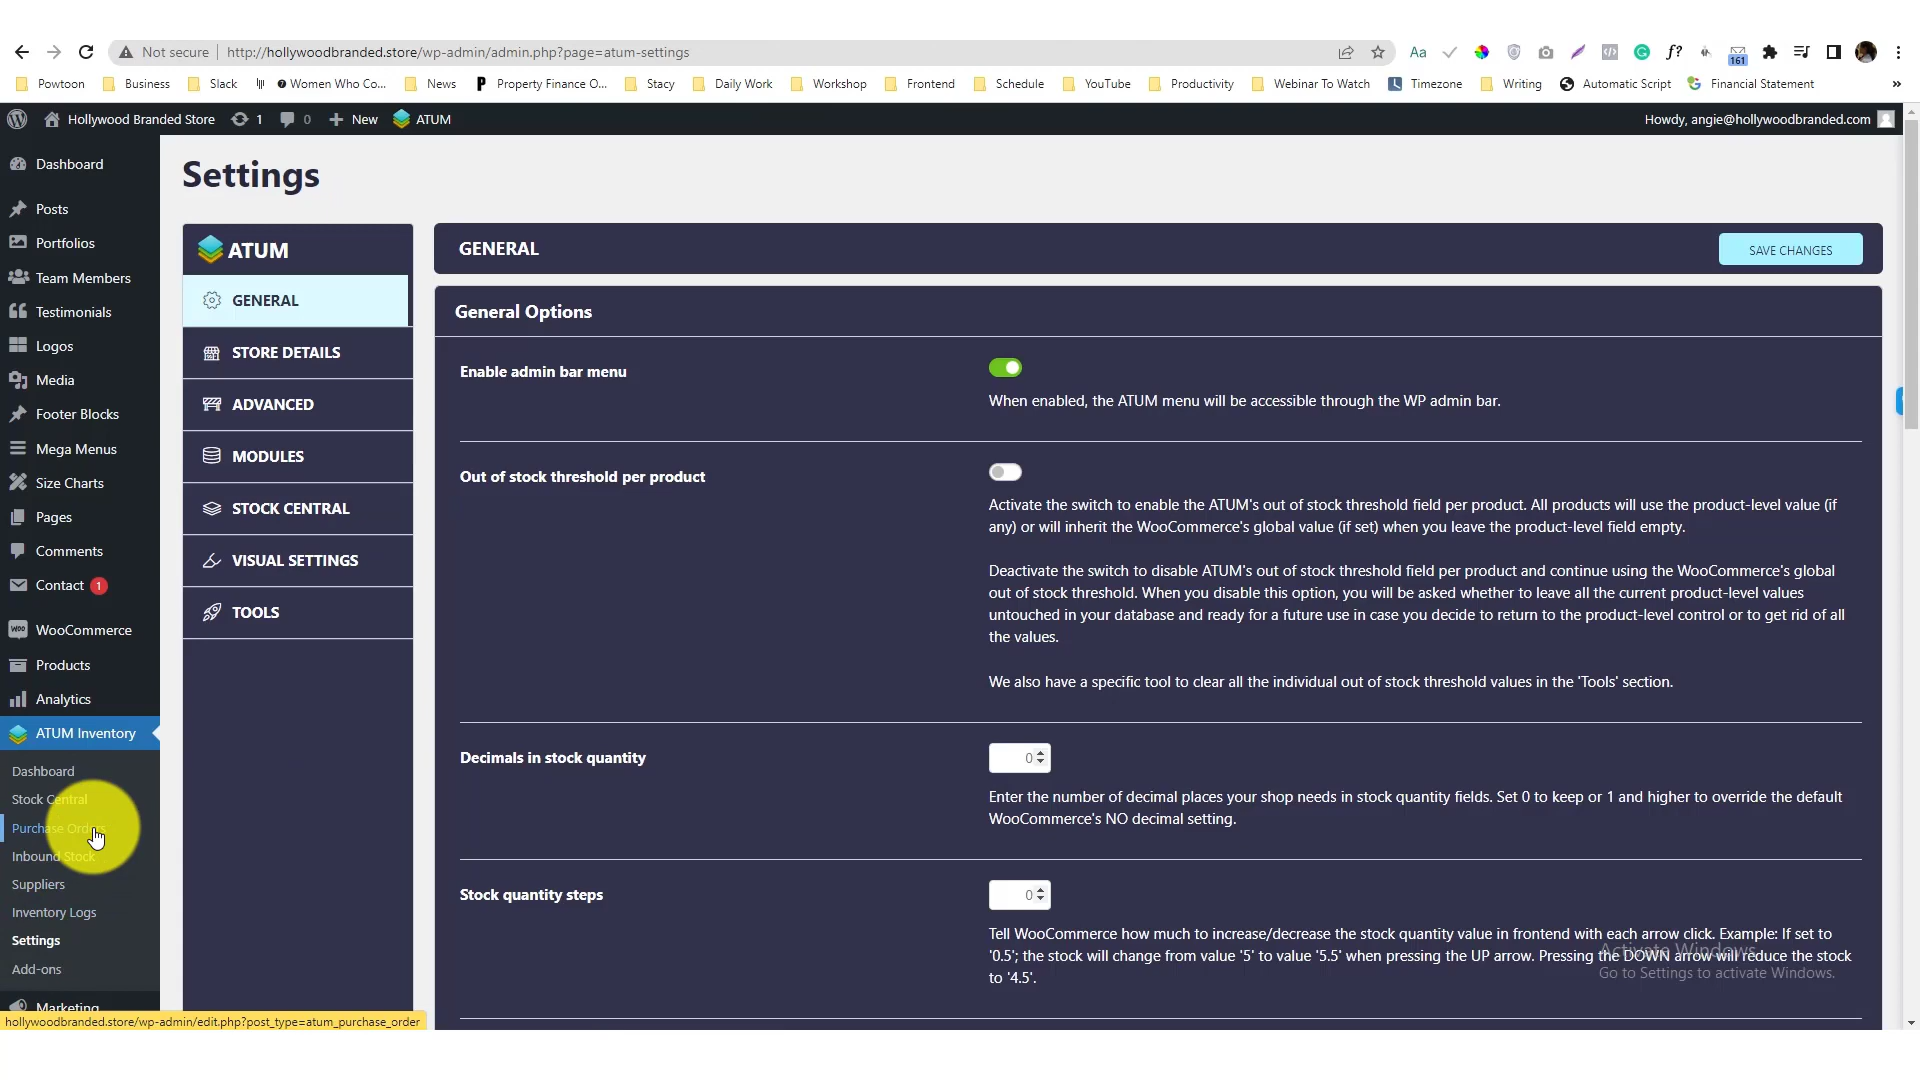 Not secure
http://hollywoodbranded.store/wp-admin/admin.php?page=atum-settings
Aa
f?
161
Powtoon
Business
Slack
Women Who Co...
News
Property Finance O...
Stacy
Daily Work
Workshop
Frontend
Schedule
YouTube
Productivity
Webinar To Watch
Timezone
Writing
Automatic Script
Financial Statement
»
Hollywood Branded Store
1
0
New
ATUM
Howdy, angie@hollywoodbranded.com
Dashboard
Posts
Portfolios
Team Members
Testimonials
Logos
Media
Footer Blocks
Mega Menus
Size Charts
Pages
Comments
Contact 1
WooCommerce
Products
Analytics
ATUM Inventory
Dashboard
Stock Central
Purchase Orders
Inbound Stock
Suppliers
Inventory Logs
Settings
Add-ons
Marketing
hollywoodbranded.store/wp-admin/edit.php?post_type=atum_purchase_order
Settings
ATUM
GENERAL
STORE DETAILS
ADVANCED
MODULES
STOCK CENTRAL
VISUAL SETTINGS
TOOLS
GENERAL
SAVE CHANGES
General Options
Enable admin bar menu
When enabled, the ATUM menu will be accessible through the WP admin bar.
Out of stock threshold per product
Activate the switch to enable the ATUM's out of stock threshold field per product. All products will use the product-level value (if
any) or will inherit the WooCommerce's global value (if set) when you leave the product-level field empty.
Deactivate the switch to disable ATUM's out of stock threshold field per product and continue using the WooCommerce's global
out of stock threshold. When you disable this option, you will be asked whether to leave all the current product-level values
untouched in your database and ready for a future use in case you decide to return to the product-level control or to get rid of all
the values.
We also have a specific tool to clear all the individual out of stock threshold values in the 'Tools' section.
Decimals in stock quantity
0
Enter the number of decimal places your shop needs in stock quantity fields. Set 0 to keep or 1 and higher to override the default
WooCommerce's NO decimal setting.
Stock quantity steps
0
Tell WooCommerce how much to increase/decrease the stock quantity value in frontend with each arrow click. Example: If set to
'0.5'; the stock will change from value '5' to value '5.5' when pressing the UP arrow. Pressing the DOWN arrow will reduce the stock
to '4.5'.
Activate Windows
Go to Settings to activate Windows.